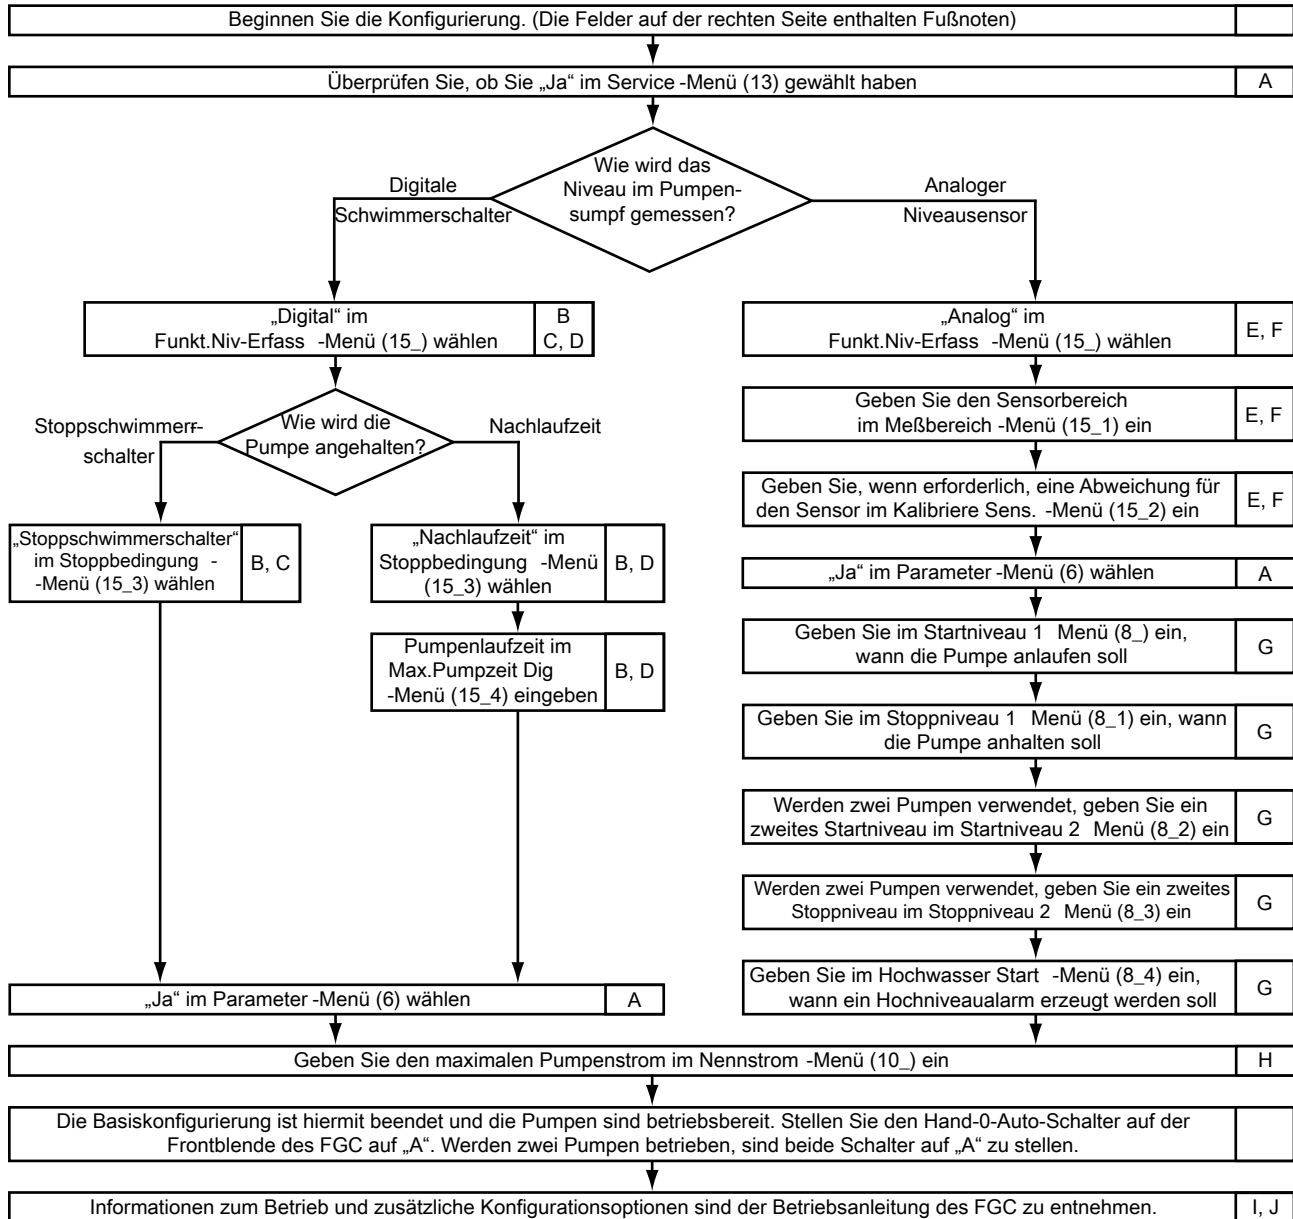 Beginnen Sie die Konfigurierung. (Die Felder auf der rechten Seite enthalten Fußnoten)
Überprüfen Sie, ob Sie „Ja“ im Service -Menü (13) gewählt haben
A
Wie wird das
Niveau im Pumpen-
sumpf gemessen?
Digitale
Schwimmerschalter
Analoger
Niveausensor
„Digital“ im
Funkt.Niv-Erfass -Menü (15_) wählen
B
C, D
Wie wird die
Pumpe angehalten?
Stoppschwimmerr-
schalter
Nachlaufzeit
„Stoppschwimmerschalter“
im Stoppbedingung -
-Menü (15_3) wählen
B, C
„Nachlaufzeit“ im
Stoppbedingung -Menü
(15_3) wählen
B, D
Pumpenlaufzeit im
Max.Pumpzeit Dig
-Menü (15_4) eingeben
B, D
„Ja“ im Parameter -Menü (6) wählen
A
„Analog“ im
Funkt.Niv-Erfass -Menü (15_) wählen
E, F
Geben Sie den Sensorbereich
im Meßbereich -Menü (15_1) ein
E, F
Geben Sie, wenn erforderlich, eine Abweichung für
den Sensor im Kalibriere Sens. -Menü (15_2) ein
E, F
„Ja“ im Parameter -Menü (6) wählen
A
Geben Sie im Startniveau 1 Menü (8_) ein,
wann die Pumpe anlaufen soll
G
Geben Sie im Stoppniveau 1 Menü (8_1) ein, wann
die Pumpe anhalten soll
G
Werden zwei Pumpen verwendet, geben Sie ein
zweites Startniveau im Startniveau 2 Menü (8_2) ein
G
Werden zwei Pumpen verwendet, geben Sie ein zweites
Stoppniveau im Stoppniveau 2 Menü (8_3) ein
G
Geben Sie im Hochwasser Start -Menü (8_4) ein,
wann ein Hochniveaualarm erzeugt werden soll
G
Geben Sie den maximalen Pumpenstrom im Nennstrom -Menü (10_) ein
H
Die Basiskonfigurierung ist hiermit beendet und die Pumpen sind betriebsbereit. Stellen Sie den Hand-0-Auto-Schalter auf der
Frontblende des FGC auf „A“. Werden zwei Pumpen betrieben, sind beide Schalter auf „A“ zu stellen.
Informationen zum Betrieb und zusätzliche Konfigurationsoptionen sind der Betriebsanleitung des FGC zu entnehmen.
I, J